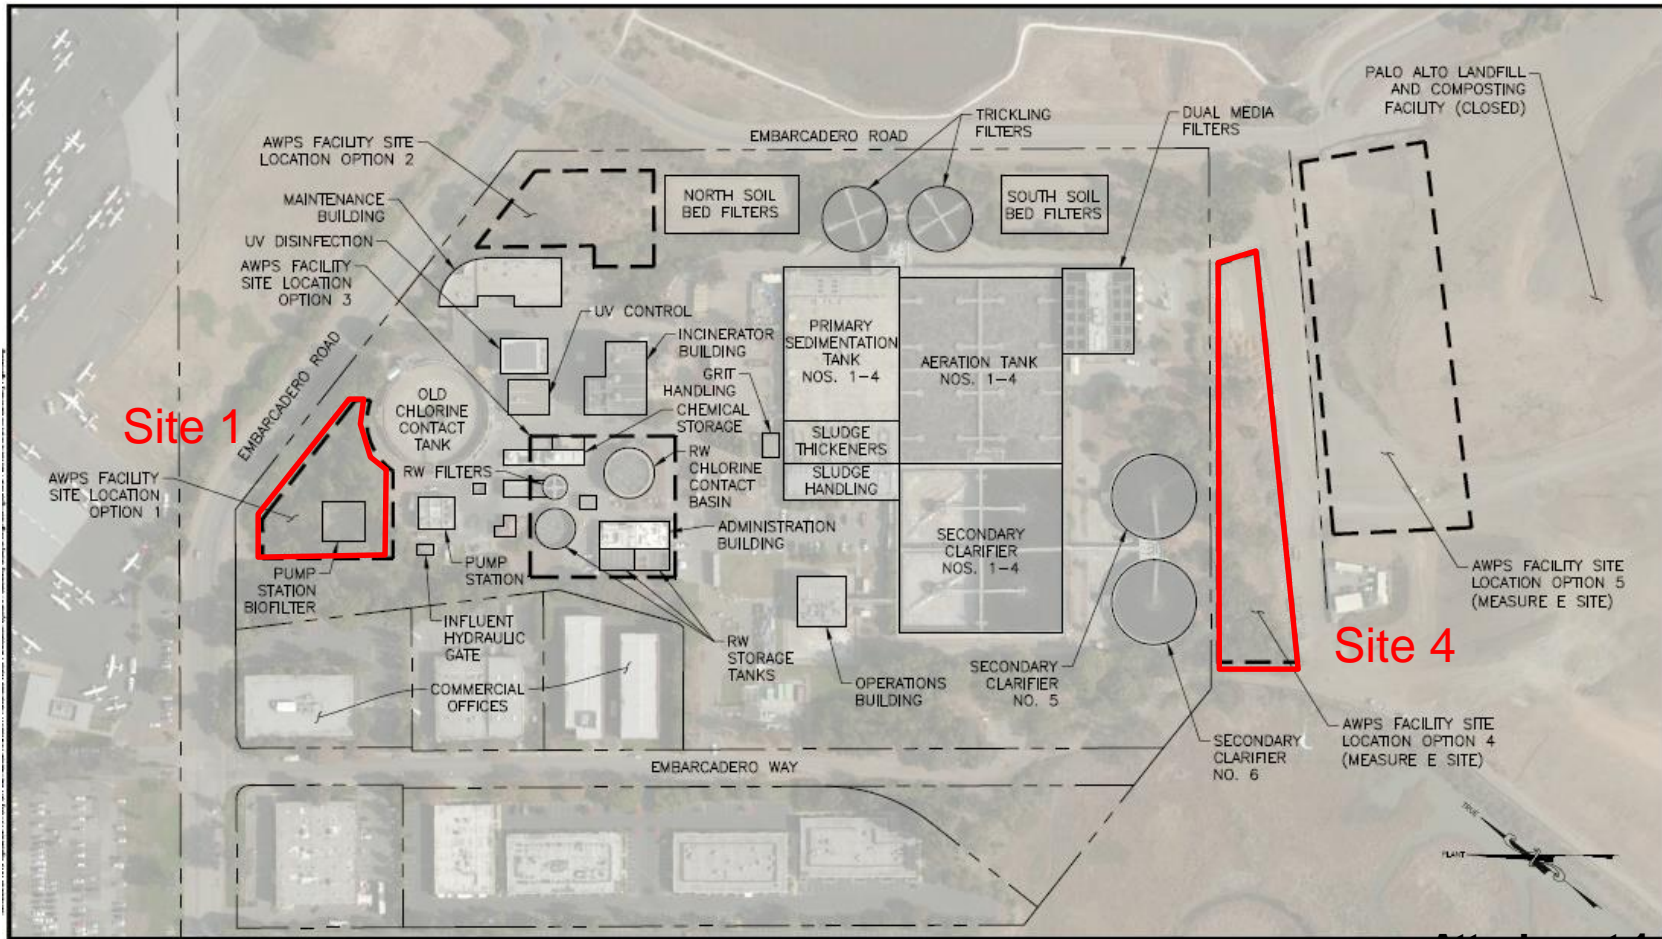 PALO ALTO LANDFILL
AND COMPOSTING
FACILITY (CLOSED)
TRICKLING
FILTERS
DUAL MEDIA
FILTERS
EMBARCADERO ROAD
AWPS FACILITY SITE
LOCATION OPTION 2
MAINTENANCE
BUILDING
NORTH SOIL
BED FILTERS
SOUTH SOIL
BED FILTERS
UV DISINFECTION
AWPS FACILITY
SITE LOCATION
OPTION 3
UV CONTROL
INCINERATOR
BUILDING
PRIMARY
SEDIMENTATION
TANK
NOS. 1-4
AERATION TANK
NOS. 1-4
GRIT
HANDLING
CHEMICAL
STORAGE
EMBARCADERO ROAD
OLD
CHLORINE
CONTACT
TANK
Site 1
SLUDGE
THICKENERS
SLUDGE
HANDLING
RW FILTERS
RW
CHLORINE
CONTACT
BASIN
AWPS FACILITY
SITE LOCATION
OPTION 1
ADMINISTRATION
BUILDING
SECONDARY
CLARIFIER
NOS. 1-4
PUMP
STATION
BIOFILTER
PUMP
STATION
AWPS FACILITY SITE
LOCATION OPTION 5
(MEASURE E SITE)
INFLUENT
HYDRAULIC
GATE
RW
STORAGE
TANKS
Site 4
COMMERCIAL
OFFICES
OPERATIONS
BUILDING
SECONDARY
CLARIFIER
NO. 5
SECONDARY
CLARIFIER
NO. 6
AWPS FACILITY SITE
LOCATION OPTION 4
(MEASURE E SITE)
EMBARCADERO WAY
TRUE
PLANT